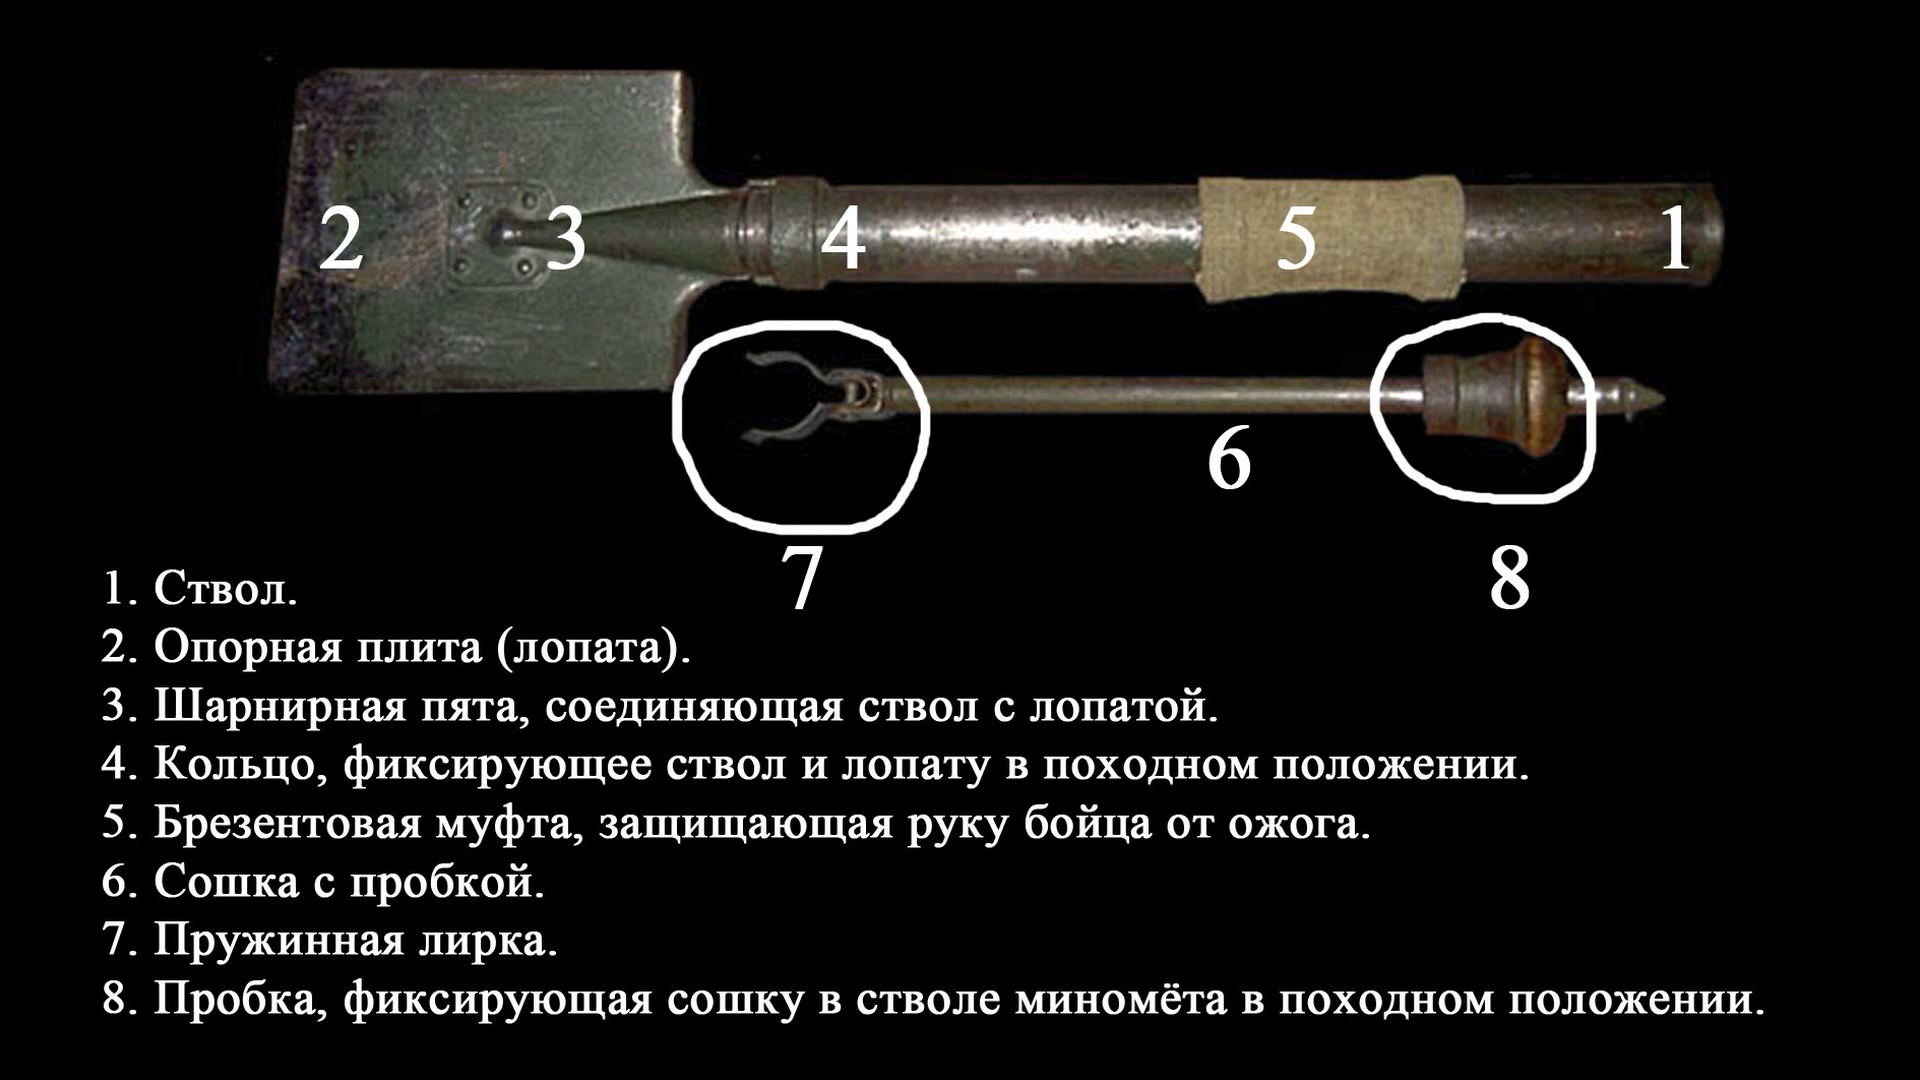 2 3 4 5 1
6
7 8
1. Ствол.
2. Опорная плита (лопата).
3. Шарнирная пята, соединяющая ствол с лопатой.
4. Кольцо, фиксирующее ствол и лопату в походном положении.
5. Брезентовая муфта, защищающая руку бойца от ожога.
6. Сошка с пробкой.
7. Пружинная лирка.
8. Пробка, фиксирующая сошку в стволе миномёта в походном положении.